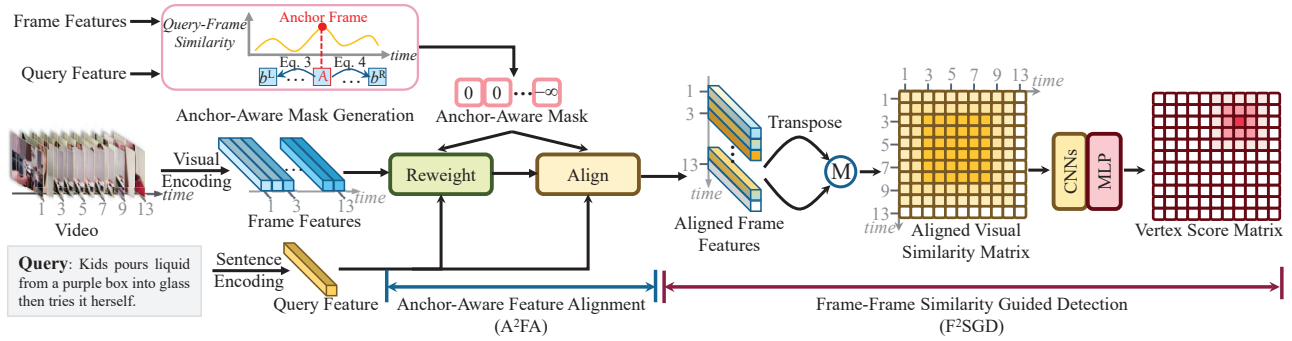 Frame Features
Query Feature
Query-Frame
Similarity
Anchor Frame
time
Eq. 3
Eq. 4
b^L
...
A
...
b^R
Anchor-Aware Mask Generation
0
0
...
-∞
Anchor-Aware Mask
Visual
Encoding
time
1
3
5
7
9
13
Video
time
1
3
13
Frame Features
Reweight
Align
Query: Kids pours liquid
from a purple box into glass
then tries it herself.
Sentence
Encoding
Query Feature
1
3
13
time
Aligned Frame
Features
Transpose
M
1
3
5
7
9
13
time
1
3
5
7
9
13
time
Aligned Visual
Similarity Matrix
CNNs
MLP
Vertex Score Matrix
Anchor-Aware Feature Alignment
(A²FA)
Frame-Frame Similarity Guided Detection
(F²SGD)